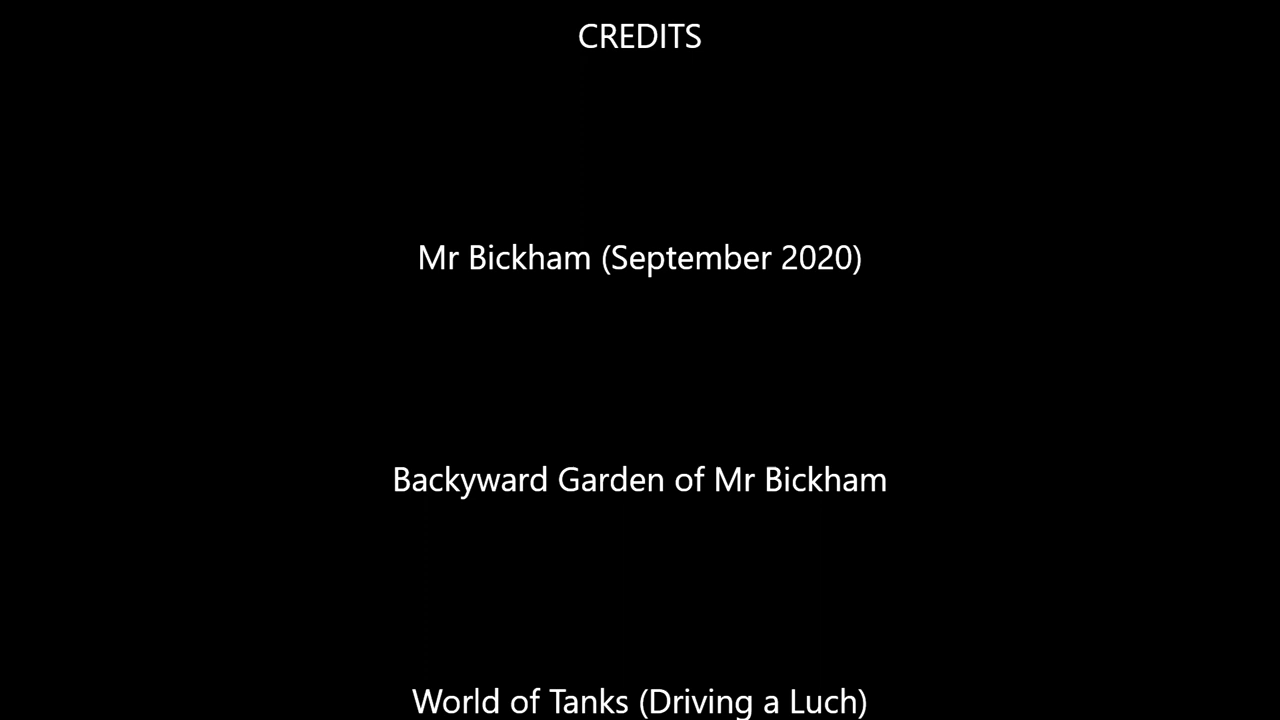 CREDITS
Mr Bickham (September 2020)
Backyward Garden of Mr Bickham
World of Tanks (Driving a Luch)